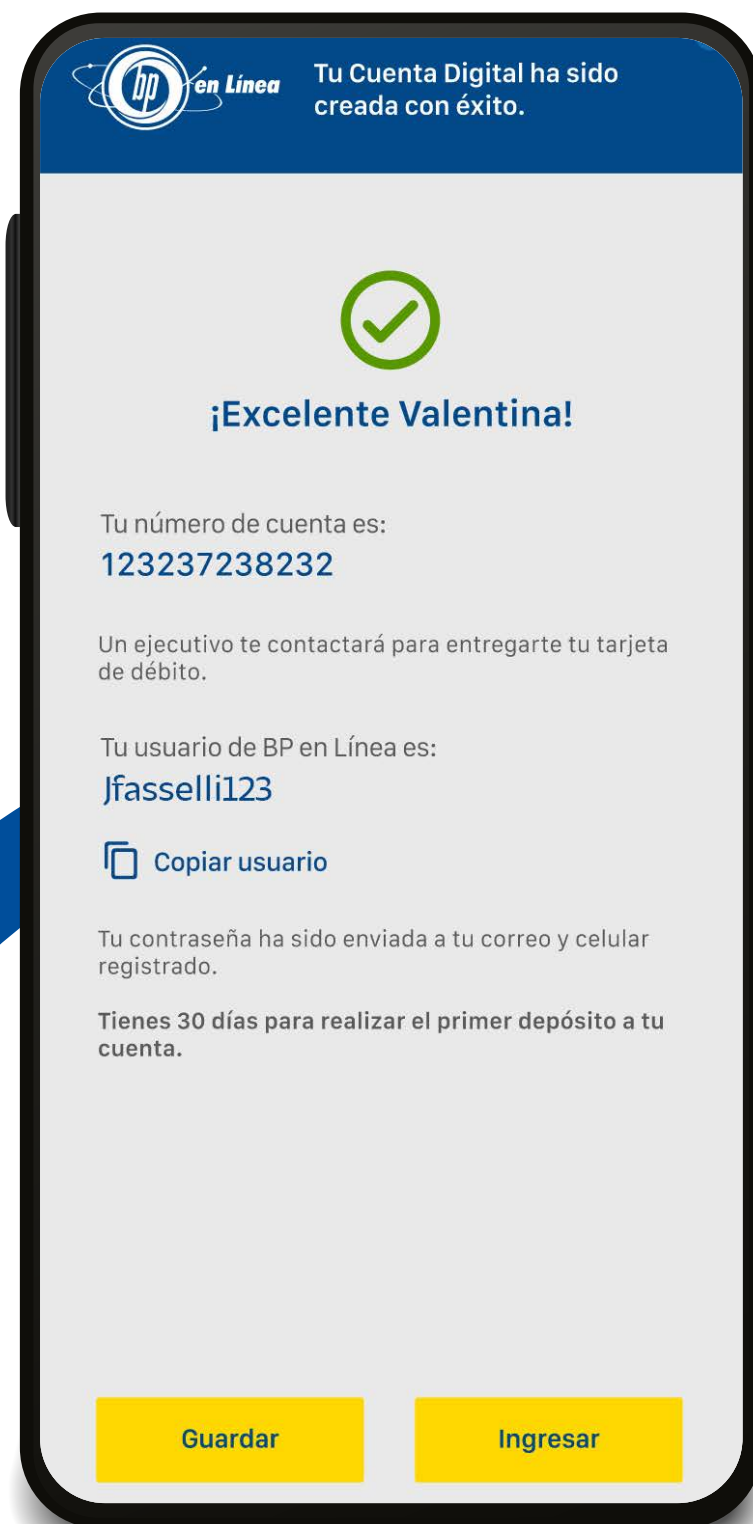 bp en Línea
Tu Cuenta Digital ha sido
creada con éxito.
¡Excelente Valentina!
Tu número de cuenta es:
123237238232
Un ejecutivo te contactará para entregarte tu tarjeta
de débito.
Tu usuario de BP en Línea es:
Jfasselli123
Copiar usuario
Tu contraseña ha sido enviada a tu correo y celular
registrado.
Tienes 30 días para realizar el primer depósito a tu
cuenta.
Guardar
Ingresar